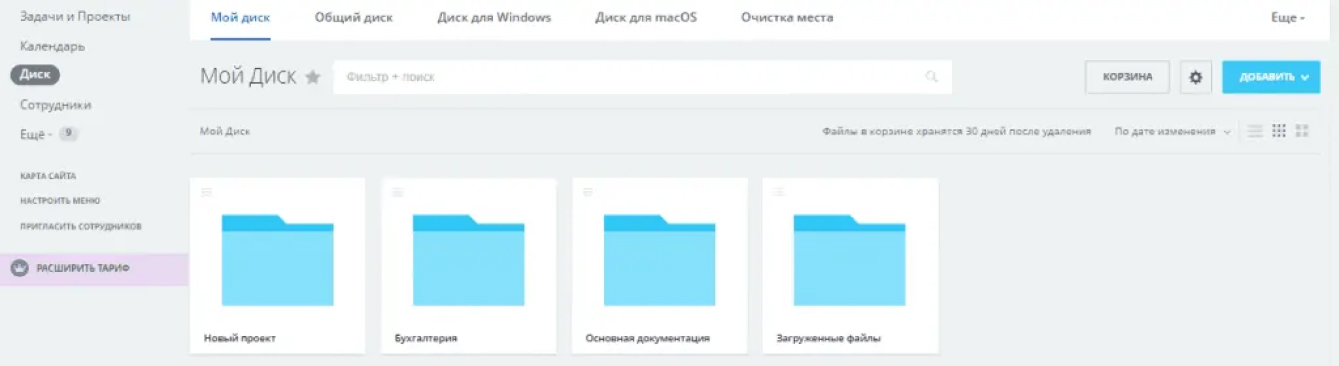 Задачи и Проекты
Календарь
Диск
Сотрудники
Ещё - 9
КАРТА САЙТА
НАСТРОИТЬ МЕНЮ
ПРИГЛАСИТЬ СОТРУДНИКОВ
РАСШИРИТЬ ТАРИФ
Мой диск Общий диск Диск для Windows Диск для macOS Очистка места Еще -
Мой Диск Фильтр + поиск КОРЗИНА ДОБАВИТЬ
Мой Диск Файлы в корзине хранятся 30 дней после удаления По дате изменения
Новый проект Бухгалтерия Основная документация Загруженные файлы